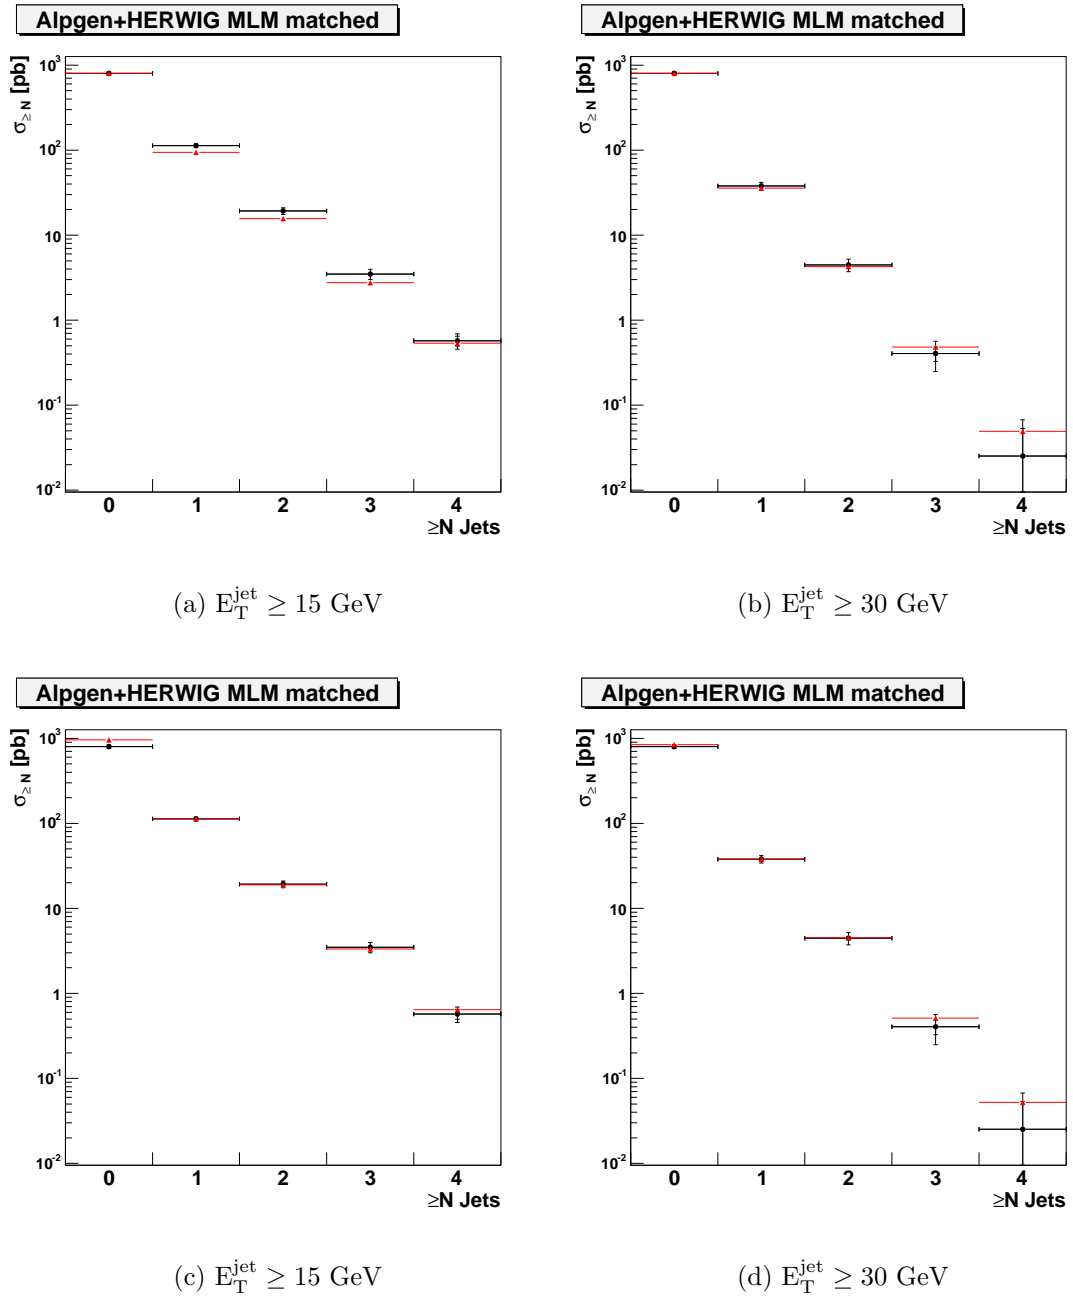 Alpgen+HERWIG MLM matched
σ≥ N [pb]
10³
10²
10
1
10⁻¹
10⁻²
0 1 2 3 4
≥N Jets
(a) E_T^jet ≥ 15 GeV
Alpgen+HERWIG MLM matched
σ≥ N [pb]
10³
10²
10
1
10⁻¹
10⁻²
0 1 2 3 4
≥N Jets
(b) E_T^jet ≥ 30 GeV
Alpgen+HERWIG MLM matched
σ≥ N [pb]
10³
10²
10
1
10⁻¹
10⁻²
0 1 2 3 4
≥N Jets
(c) E_T^jet ≥ 15 GeV
Alpgen+HERWIG MLM matched
σ≥ N [pb]
10³
10²
10
1
10⁻¹
10⁻²
0 1 2 3 4
≥N Jets
(d) E_T^jet ≥ 30 GeV